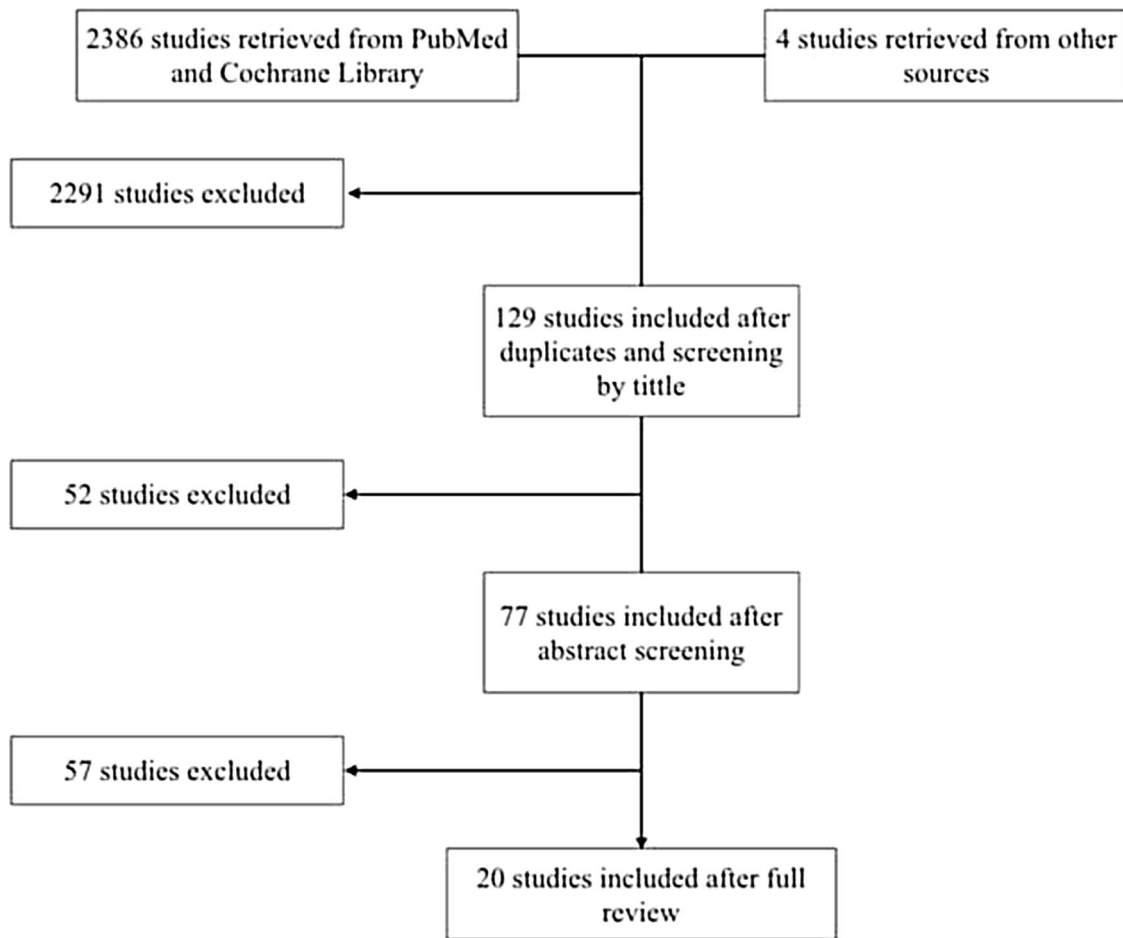 2386 studies retrieved from PubMed
and Cochrane Library
4 studies retrieved from other
sources
2291 studies excluded
129 studies included after
duplicates and screening
by tittle
52 studies excluded
77 studies included after
abstract screening
57 studies excluded
20 studies included after full
review